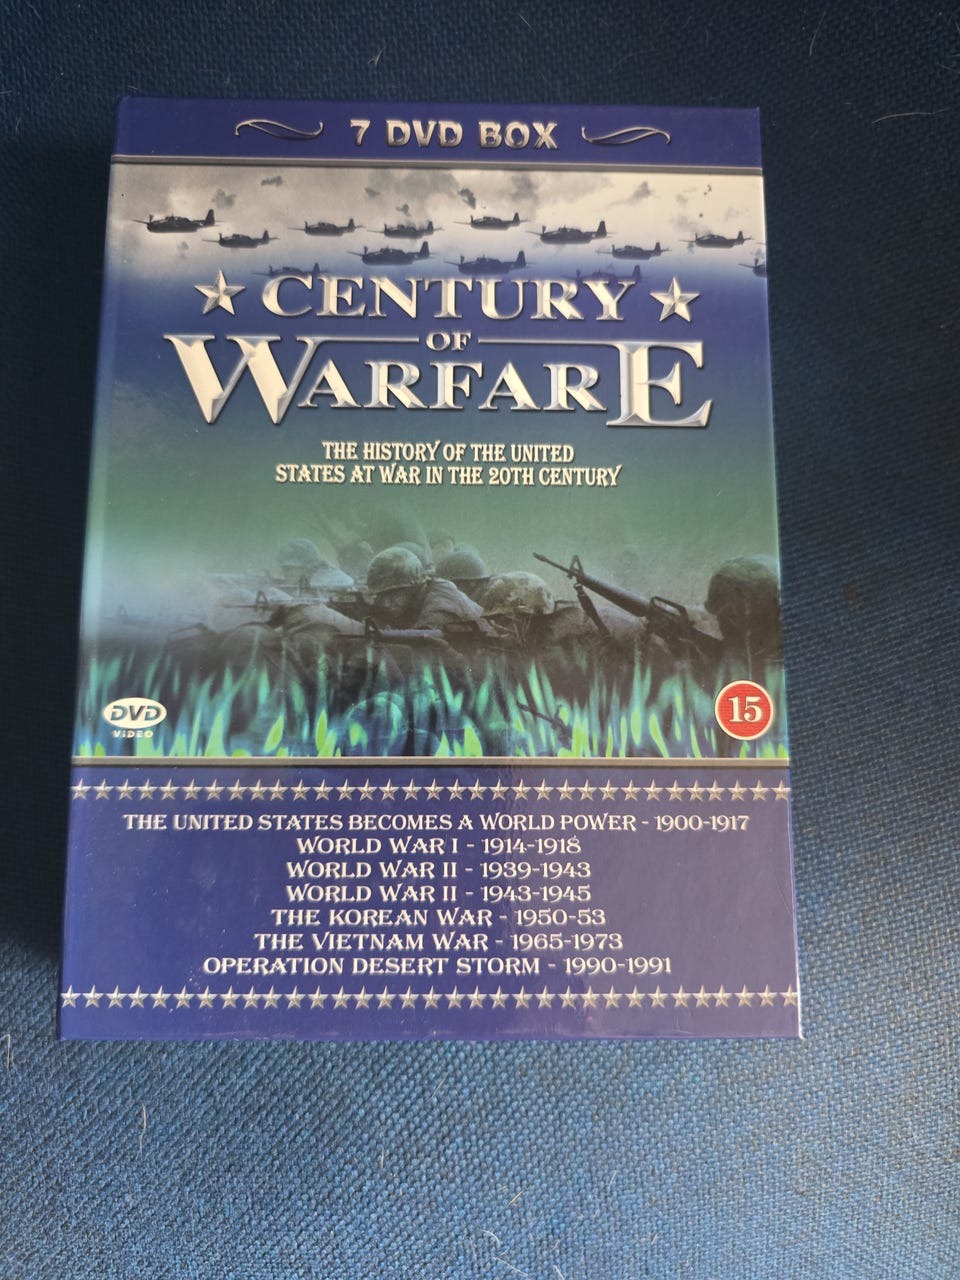 7 DVD BOX
CENTURY
OF
WARFARE
THE HISTORY OF THE UNITED
STATES AT WAR IN THE 20TH CENTURY
DVD
VIDEO
15
THE UNITED STATES BECOMES A WORLD POWER - 1900-1917
WORLD WAR I - 1914-1918
WORLD WAR II - 1939-1943
WORLD WAR II - 1943-1945
THE KOREAN WAR - 1950-53
THE VIETNAM WAR - 1965-1973
OPERATION DESERT STORM - 1990-1991